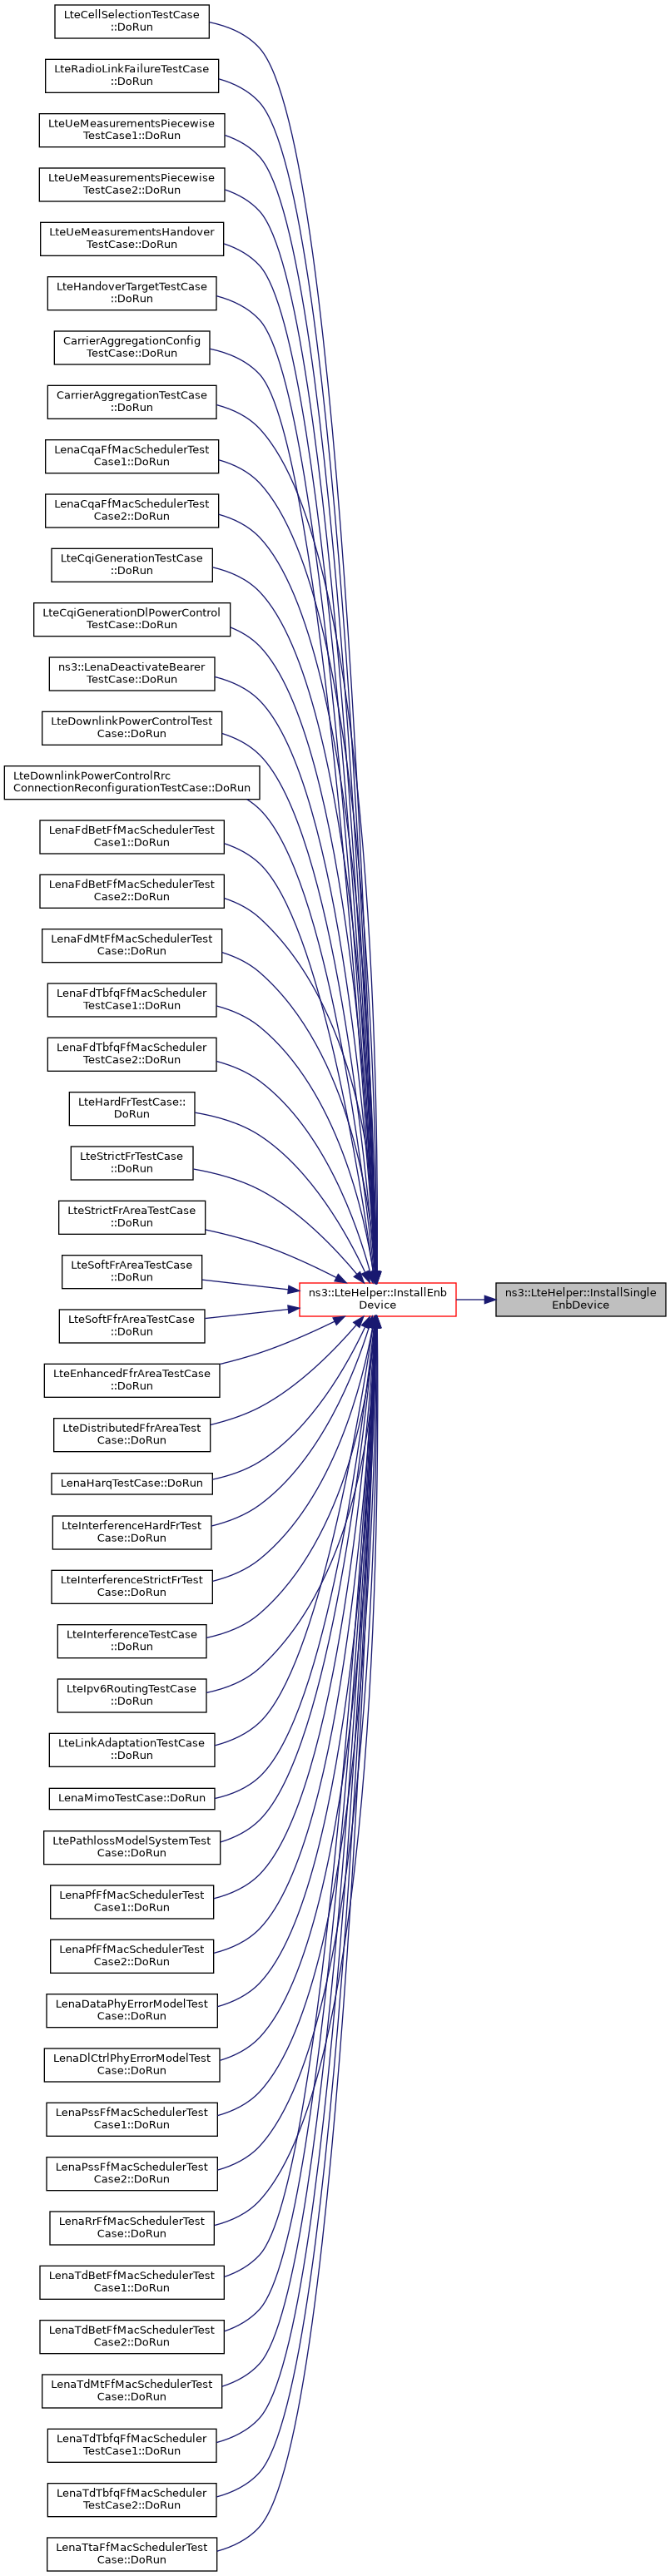 LteCellSelectionTestCase
::DoRun
LteRadioLinkFailureTestCase
::DoRun
LteUeMeasurementsPiecewise
TestCase1::DoRun
LteUeMeasurementsPiecewise
TestCase2::DoRun
LteUeMeasurementsHandover
TestCase::DoRun
LteHandoverTargetTestCase
::DoRun
CarrierAggregationConfig
TestCase::DoRun
CarrierAggregationTestCase
::DoRun
LenaCqaFfMacSchedulerTest
Case1::DoRun
LenaCqaFfMacSchedulerTest
Case2::DoRun
LteCqiGenerationTestCase
::DoRun
LteCqiGenerationDlPowerControl
TestCase::DoRun
ns3::LenaDeactivateBearer
TestCase::DoRun
LteDownlinkPowerControlTest
Case::DoRun
LteDownlinkPowerControlRrc
ConnectionReconfigurationTestCase::DoRun
LenaFdBetFfMacSchedulerTest
Case1::DoRun
LenaFdBetFfMacSchedulerTest
Case2::DoRun
LenaFdMtFfMacSchedulerTest
Case::DoRun
LenaFdTbfqFfMacScheduler
TestCase1::DoRun
LenaFdTbfqFfMacScheduler
TestCase2::DoRun
LteHardFrTestCase::
DoRun
LteStrictFrTestCase
::DoRun
LteStrictFrAreaTestCase
::DoRun
LteSoftFrAreaTestCase
::DoRun
ns3::LteHelper::InstallEnb
Device
ns3::LteHelper::InstallSingle
EnbDevice
LteSoftFfrAreaTestCase
::DoRun
LteEnhancedFfrAreaTestCase
::DoRun
LteDistributedFfrAreaTest
Case::DoRun
LenaHarqTestCase::DoRun
LteInterferenceHardFrTest
Case::DoRun
LteInterferenceStrictFrTest
Case::DoRun
LteInterferenceTestCase
::DoRun
LteIpv6RoutingTestCase
::DoRun
LteLinkAdaptationTestCase
::DoRun
LenaMimoTestCase::DoRun
LtePathlossModelSystemTest
Case::DoRun
LenaPfFfMacSchedulerTest
Case1::DoRun
LenaPfFfMacSchedulerTest
Case2::DoRun
LenaDataPhyErrorModelTest
Case::DoRun
LenaDlCtrlPhyErrorModelTest
Case::DoRun
LenaPssFfMacSchedulerTest
Case1::DoRun
LenaPssFfMacSchedulerTest
Case2::DoRun
LenaRrFfMacSchedulerTest
Case::DoRun
LenaTdBetFfMacSchedulerTest
Case1::DoRun
LenaTdBetFfMacSchedulerTest
Case2::DoRun
LenaTdMtFfMacSchedulerTest
Case::DoRun
LenaTdTbfqFfMacScheduler
TestCase1::DoRun
LenaTdTbfqFfMacScheduler
TestCase2::DoRun
LenaTtaFfMacSchedulerTest
Case::DoRun